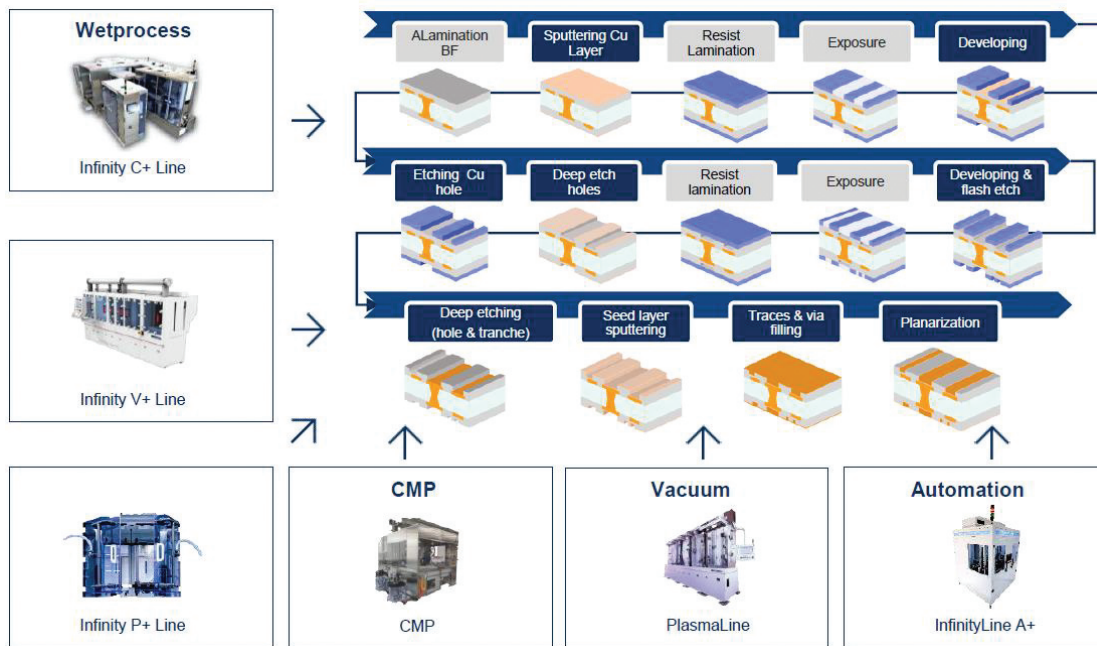 Wetprocess
Infinity C+ Line
ALamination
BF
Sputtering Cu
Layer
Resist
Lamination
Exposure
Developing
Etching Cu
hole
Deep etch
holes
Resist
lamination
Exposure
Developing &
flash etch
Infinity V+ Line
Deep etching
(hole & tranche)
Seed layer
sputtering
Traces & via
filling
Planarization
Infinity P+ Line
CMP
CMP
Vacuum
PlasmaLine
Automation
InfinityLine A+